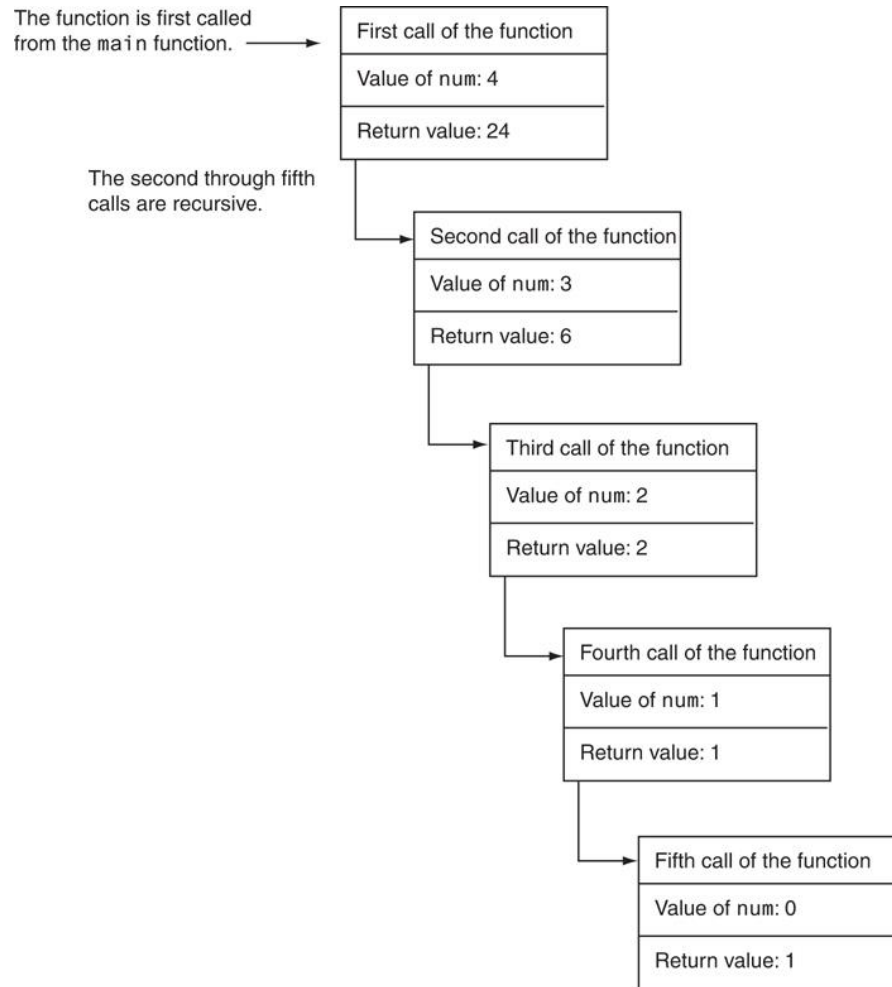 The function is first called
from the main function.
First call of the function
Value of num: 4
Return value: 24
The second through fifth
calls are recursive.
Second call of the function
Value of num: 3
Return value: 6
Third call of the function
Value of num: 2
Return value: 2
Fourth call of the function
Value of num: 1
Return value: 1
Fifth call of the function
Value of num: 0
Return value: 1